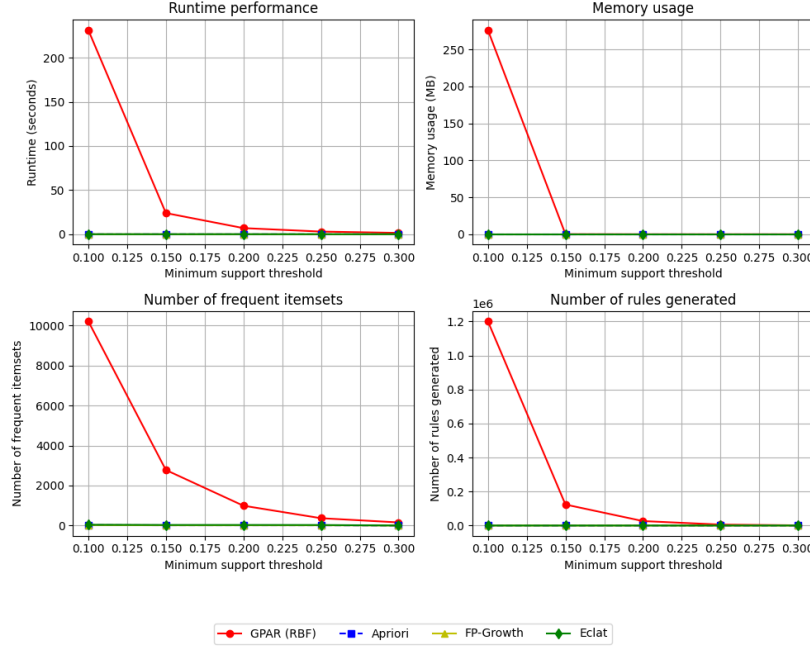 Runtime performance
Runtime (seconds)
200
150
100
50
0
0.100 0.125 0.150 0.175 0.200 0.225 0.250 0.275 0.300
Minimum support threshold
Memory usage
Memory usage (MB)
250
200
150
100
50
0
0.100 0.125 0.150 0.175 0.200 0.225 0.250 0.275 0.300
Minimum support threshold
Number of frequent itemsets
Number of frequent itemsets
10000
8000
6000
4000
2000
0
0.100 0.125 0.150 0.175 0.200 0.225 0.250 0.275 0.300
Minimum support threshold
Number of rules generated
1e6
Number of rules generated
1.2
1.0
0.8
0.6
0.4
0.2
0.0
0.100 0.125 0.150 0.175 0.200 0.225 0.250 0.275 0.300
Minimum support threshold
GPAR (RBF) Apriori FP-Growth Eclat